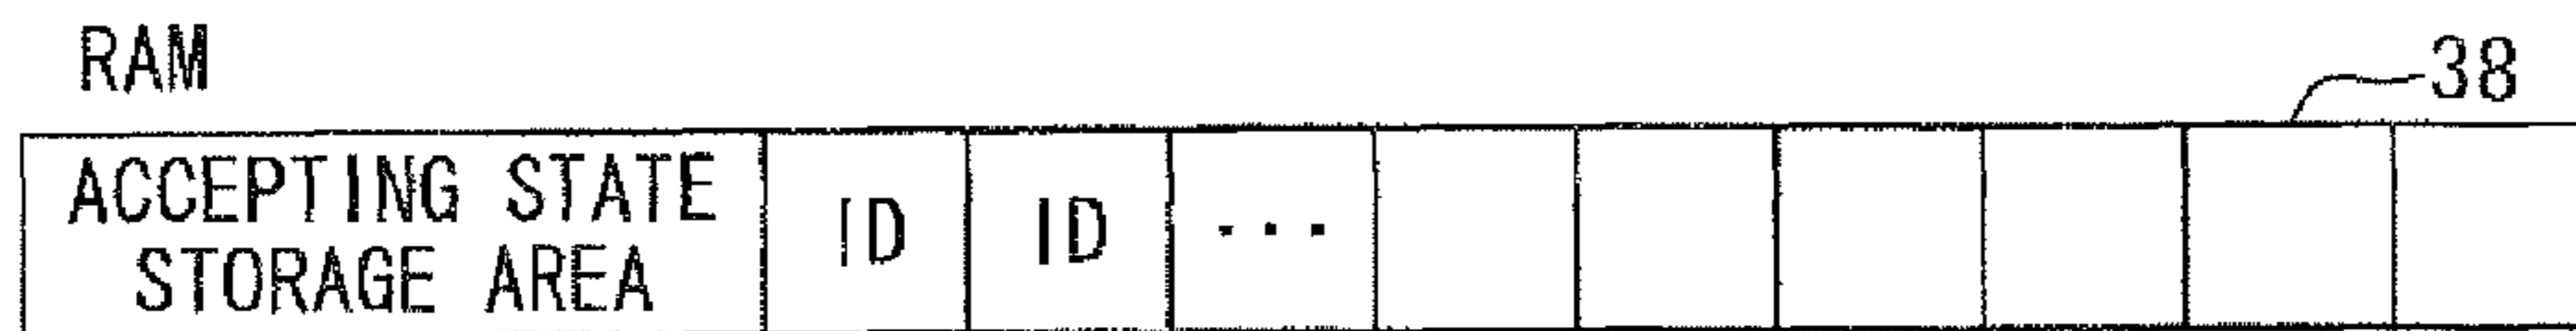 RAM
38
ACCEPTING STATE
STORAGE AREA
ID
ID
...